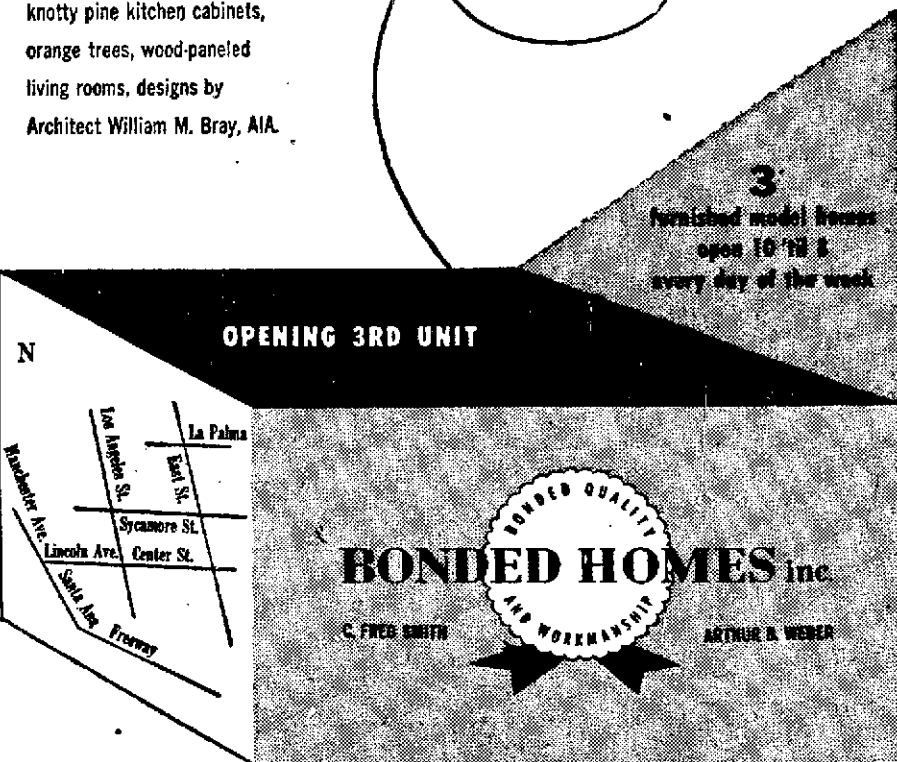 knotty pine kitchen cabinets,
orange trees, wood-paneled
living rooms, designs by
Architect William M. Bray, AIA.
3
furnished model homes
open 10 'til 8
every day of the week
OPENING 3RD UNIT
N
Manchester Ave.
Los Angeles St.
East St.
La Palma
Sycamore St.
Lincoln Ave. Center St.
Santa Ana Freeway
BONDED QUALITY
BONDED HOMES inc.
AND WORKMANSHIP
C. FRED SMITH
ARTHUR B. WEBER